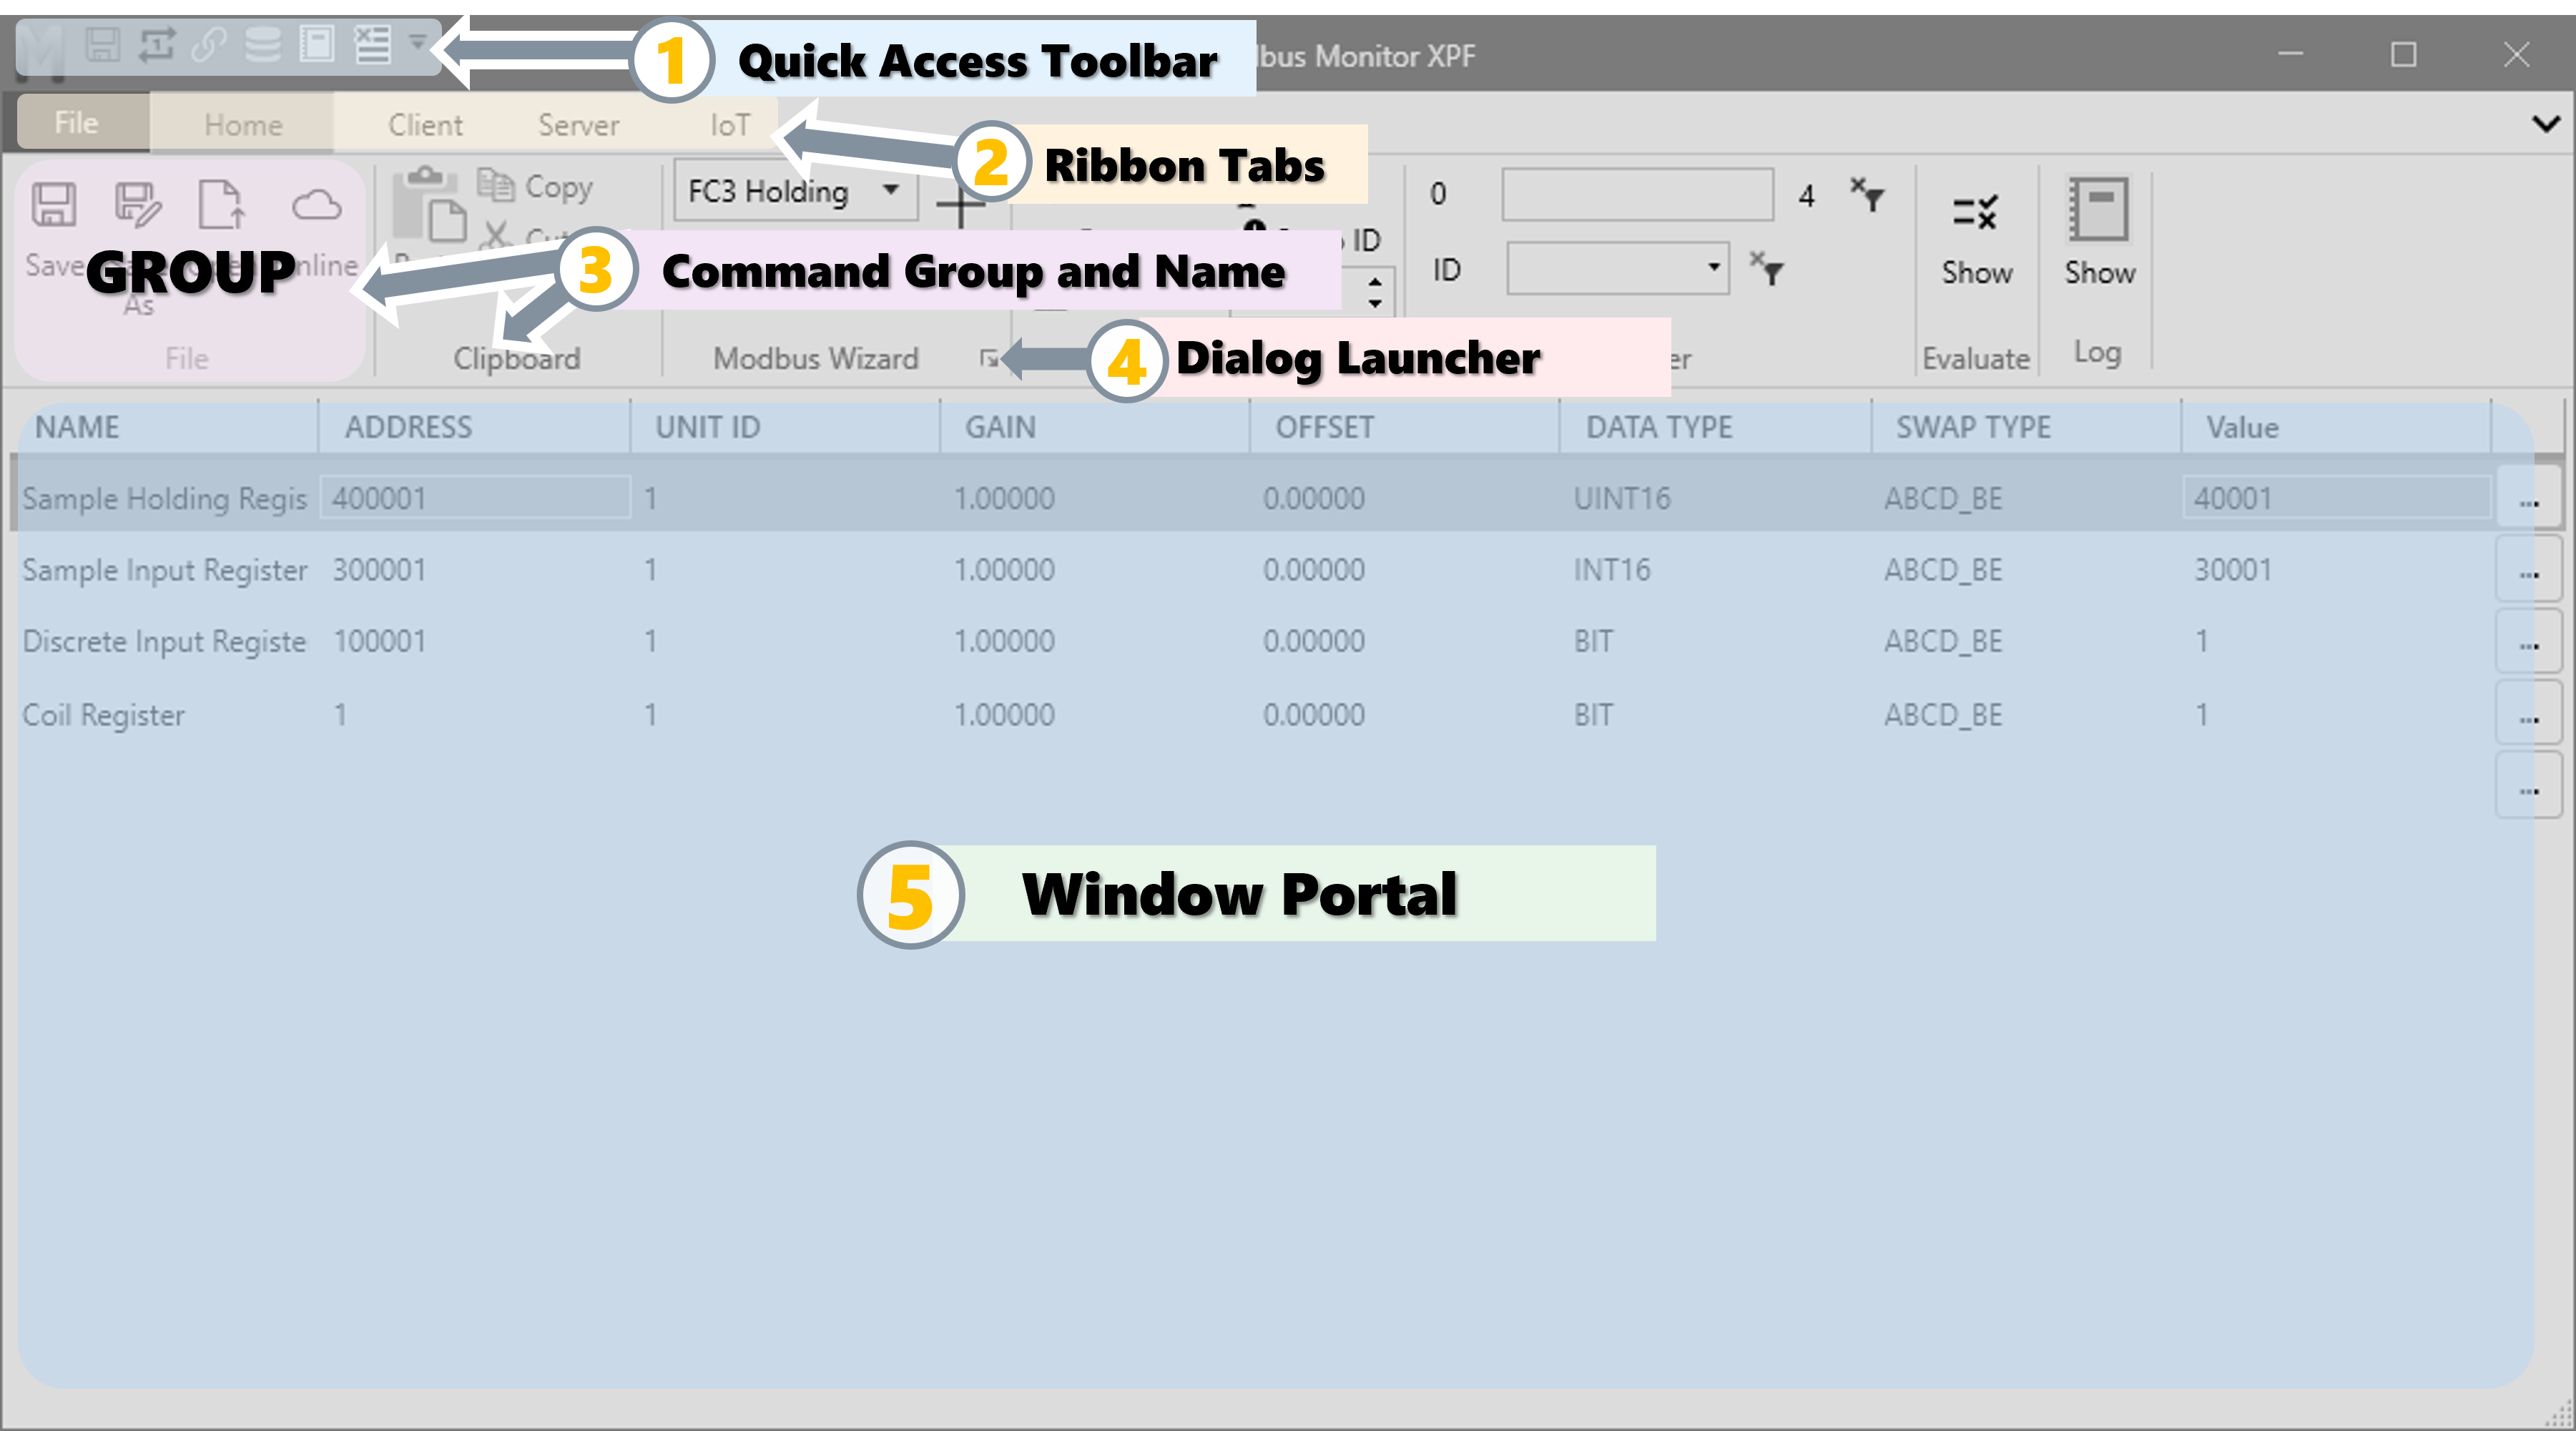 1 Quick Access Toolbar
bus Monitor XPF
File Home Client Server IoT
2 Ribbon Tabs
Copy
FC3 Holding
0 4
Save
As
GROUP
3 Command Group and Name
ID
ID
Show
Show
File
Clipboard
Modbus Wizard
4 Dialog Launcher
Evaluate
Log
NAME ADDRESS UNIT ID GAIN OFFSET DATA TYPE SWAP TYPE Value
Sample Holding Regis 400001 1 1.00000 0.00000 UINT16 ABCD_BE 40001 ...
Sample Input Register 300001 1 1.00000 0.00000 INT16 ABCD_BE 30001 ...
Discrete Input Registe 100001 1 1.00000 0.00000 BIT ABCD_BE 1 ...
Coil Register 1 1 1.00000 0.00000 BIT ABCD_BE 1 ...
...
5 Window Portal